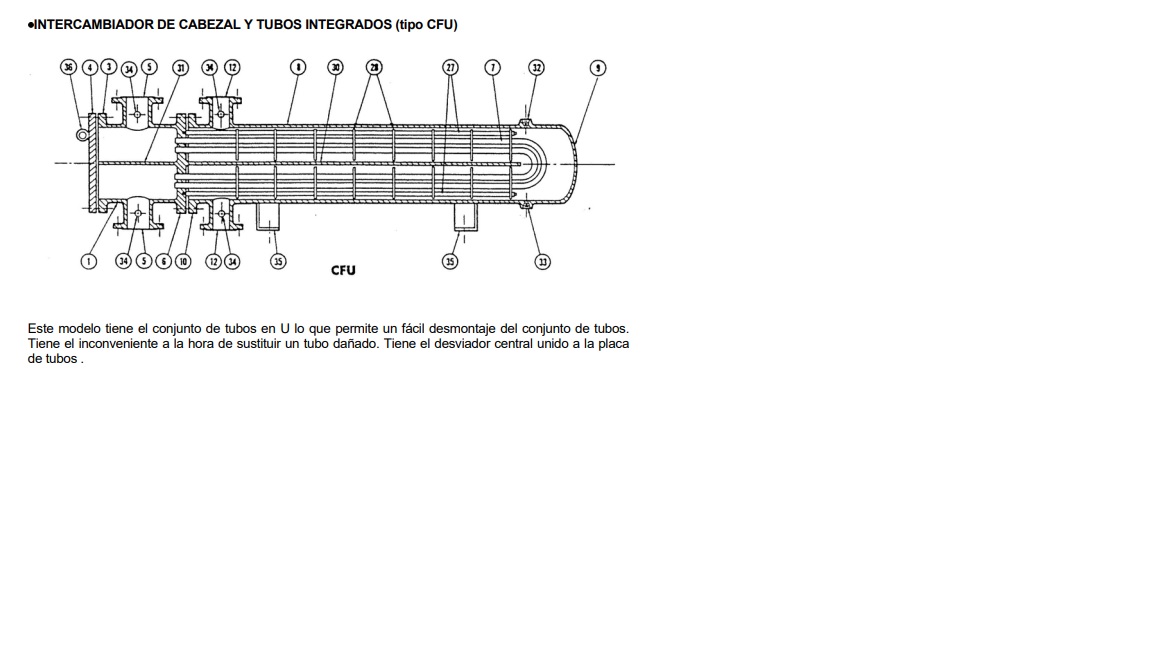 •INTERCAMBIADOR DE CABEZAL Y TUBOS INTEGRADOS (tipo CFU)
36 4 3 34 5 31 34 12 8 30 28 27 7 32 9
1 34 5 6 10 12 34 35 35 33
CFU
Este modelo tiene el conjunto de tubos en U lo que permite un fácil desmontaje del conjunto de tubos.
Tiene el inconveniente a la hora de sustituir un tubo dañado. Tiene el desviador central unido a la placa
de tubos .